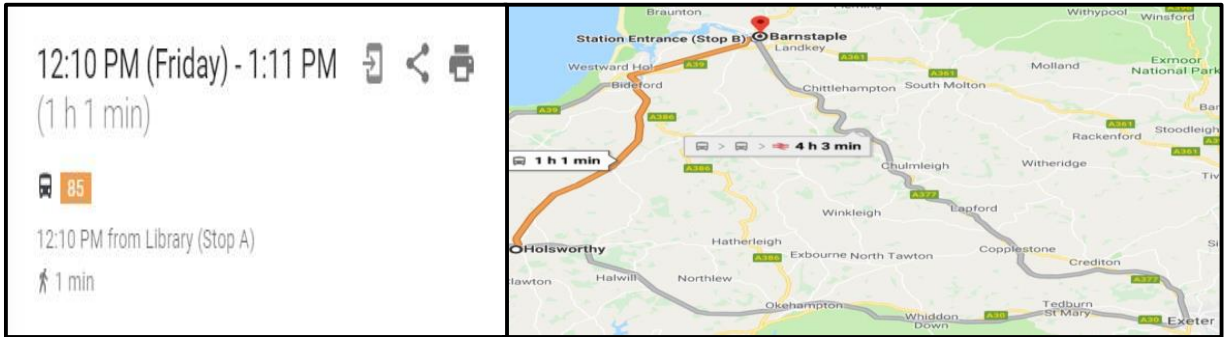 12:10 PM (Friday) - 1:11 PM
(1 h 1 min)
85
12:10 PM from Library (Stop A)
1 min
Braunton
Withypool
Winsford
Station Entrance (Stop B)
Barnstaple
Landkey
A361
Exmoor
National Park
Westward Ho!
A39
Molland
Bideford
Chittlehampton
South Molton
A361
A39
A386
A361
Rackenford
Stoodleigh
> > 4 h 3 min
A361
1 h 1 min
A386
Chulmleigh
Witheridge
Tiv
A377
Winkleigh
Lapford
Holsworthy
Hatherleigh
A386
Exbourne
North Tawton
Copplestone
Crediton
lawton
Halwill
Northlew
A377
Okehampton
Tedburn
St Mary
Whiddon
Down
A30
A30
Exeter